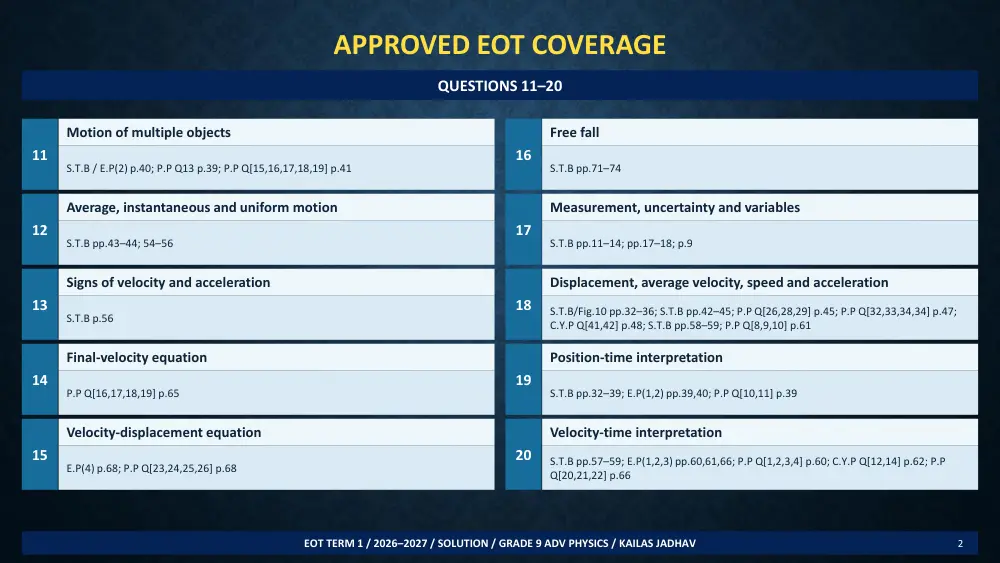 APPROVED EOT COVERAGE
QUESTIONS 11–20
11
Motion of multiple objects
S.T.B / E.P(2) p.40; P.P Q13 p.39; P.P Q[15,16,17,18,19] p.41
12
Average, instantaneous and uniform motion
S.T.B pp.43–44; 54–56
13
Signs of velocity and acceleration
S.T.B p.56
14
Final-velocity equation
P.P Q[16,17,18,19] p.65
15
Velocity-displacement equation
E.P(4) p.68; P.P Q[23,24,25,26] p.68
16
Free fall
S.T.B pp.71–74
17
Measurement, uncertainty and variables
S.T.B pp.11–14; pp.17–18; p.9
18
Displacement, average velocity, speed and acceleration
S.T.B/Fig.10 pp.32–36; S.T.B pp.42–45; P.P Q[26,28,29] p.45; P.P Q[32,33,34,34] p.47;
C.Y.P Q[41,42] p.48; S.T.B pp.58–59; P.P Q[8,9,10] p.61
19
Position-time interpretation
S.T.B pp.32–39; E.P(1,2) pp.39,40; P.P Q[10,11] p.39
20
Velocity-time interpretation
S.T.B pp.57–59; E.P(1,2,3) pp.60,61,66; P.P Q[1,2,3,4] p.60; C.Y.P Q[12,14] p.62; P.P
Q[20,21,22] p.66
EOT TERM 1 / 2026–2027 / SOLUTION / GRADE 9 ADV PHYSICS / KAILAS JADHAV
2